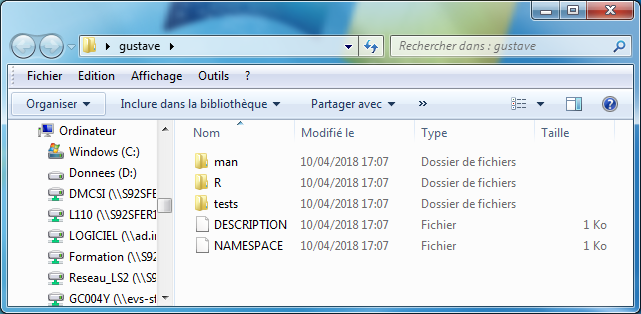 gustave
Rechercher dans : gustave
Fichier Edition Affichage Outils ?
Organiser Inclure dans la bibliothèque Partager avec »
Ordinateur
Windows (C:)
Donnees (D:)
DMCSI (\\S92SFE
L110 (\\S92SFER1
LOGICIEL (\\ad.in
Formation (\\S92
Reseau_LS2 (\\S92
GC004Y (\\evs-sf
Nom Modifié le Type Taille
man 10/04/2018 17:07 Dossier de fichiers
R 10/04/2018 17:07 Dossier de fichiers
tests 10/04/2018 17:07 Dossier de fichiers
DESCRIPTION 10/04/2018 17:07 Fichier 1 Ko
NAMESPACE 10/04/2018 17:07 Fichier 1 Ko